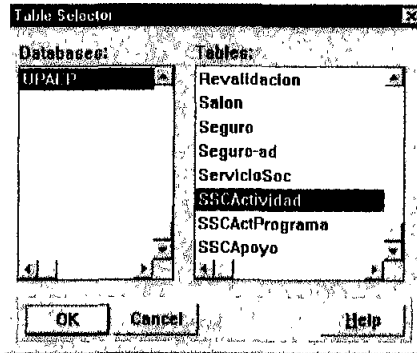 Table Selector
Databases:
UPAEP
Tables:
Revalidacion
Salon
Seguro
Seguro-ad
ServicioSoc
SSCActividad
SSCActPrograma
SSCApoyo
OK
Cancel
Help